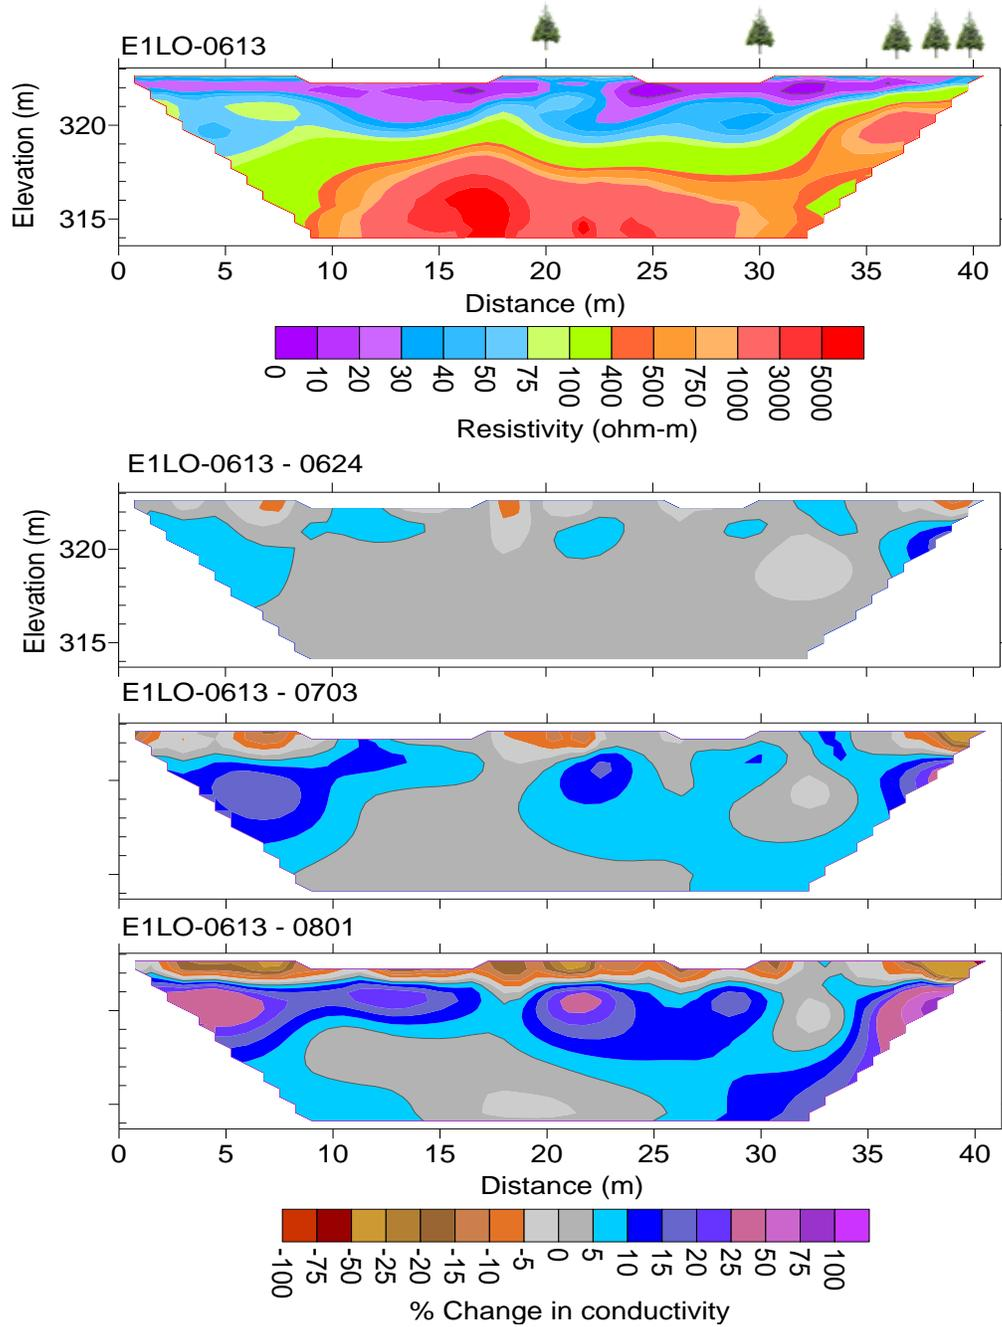 E1LO-0613
Elevation (m)
320
315
0 5 10 15 20 25 30 35 40
Distance (m)
0 10 20 30 40 50 75 100 400 500 750 1000 3000 5000
Resistivity (ohm-m)
E1LO-0613 - 0624
Elevation (m)
320
315
E1LO-0613 - 0703
E1LO-0613 - 0801
0 5 10 15 20 25 30 35 40
Distance (m)
-100 -75 -50 -25 -20 -15 -10 -5 0 5 10 15 20 25 50 75 100
% Change in conductivity